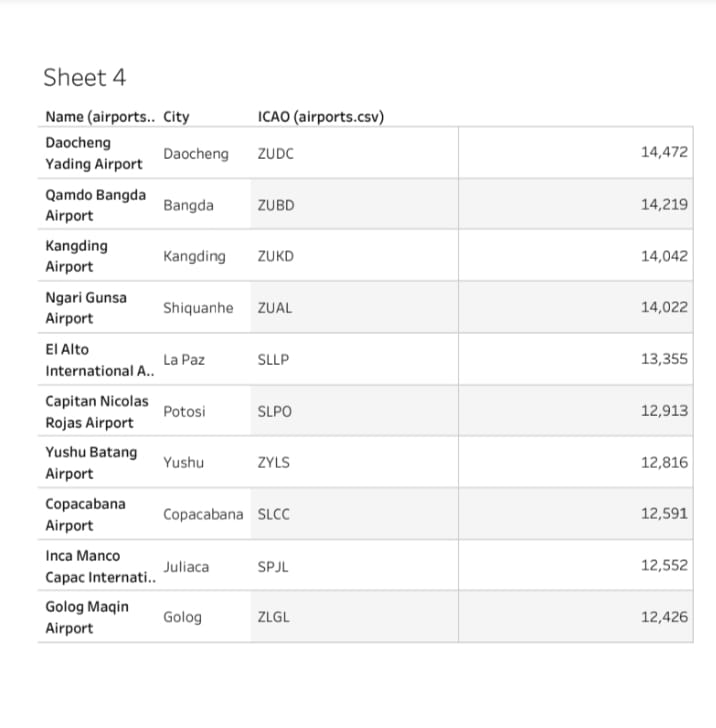 Sheet 4
Name (airports.. City ICAO (airports.csv)
Daocheng
Yading Airport Daocheng ZUDC 14,472
Qamdo Bangda
Airport Bangda ZUBD 14,219
Kangding
Airport Kangding ZUKD 14,042
Ngari Gunsa
Airport Shiquanhe ZUAL 14,022
El Alto
International A.. La Paz SLLP 13,355
Capitan Nicolas
Rojas Airport Potosi SLPO 12,913
Yushu Batang
Airport Yushu ZYLS 12,816
Copacabana
Airport Copacabana SLCC 12,591
Inca Manco
Capac Internati.. Juliaca SPJL 12,552
Golog Maqin
Airport Golog ZLGL 12,426